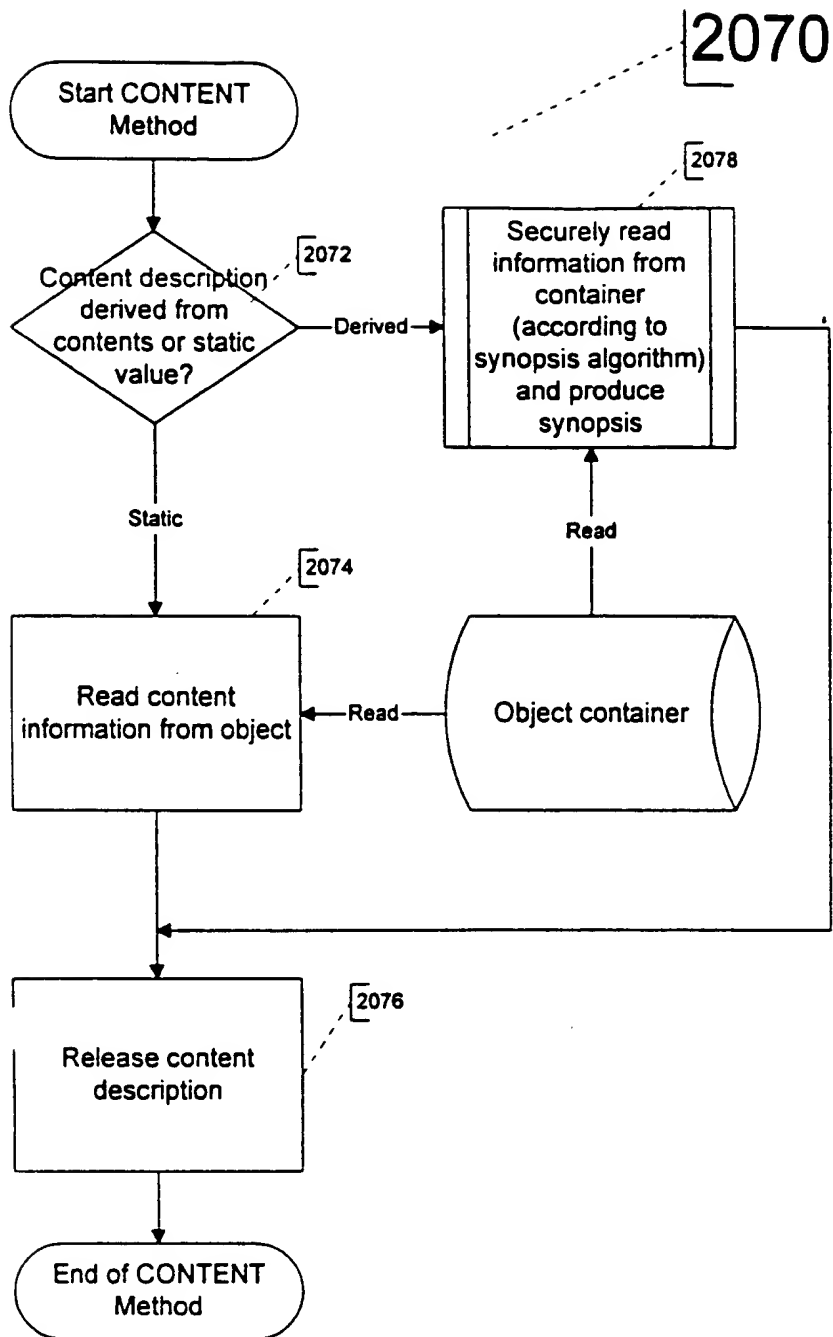 2070
Start CONTENT
Method
2078
2072
Content description
derived from
contents or static
value?
Derived
Securely read
information from
container
(according to
synopsis algorithm)
and produce
synopsis
Static
Read
2074
Read content
information from object
Read
Object container
2076
Release content
description
End of CONTENT
Method